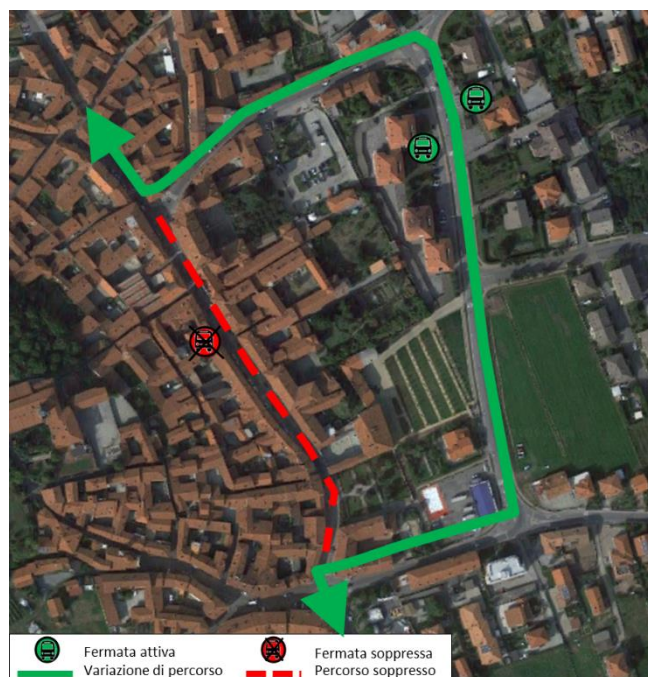 Fermata attiva
Fermata soppressa
Variazione di percorso
Percorso soppresso